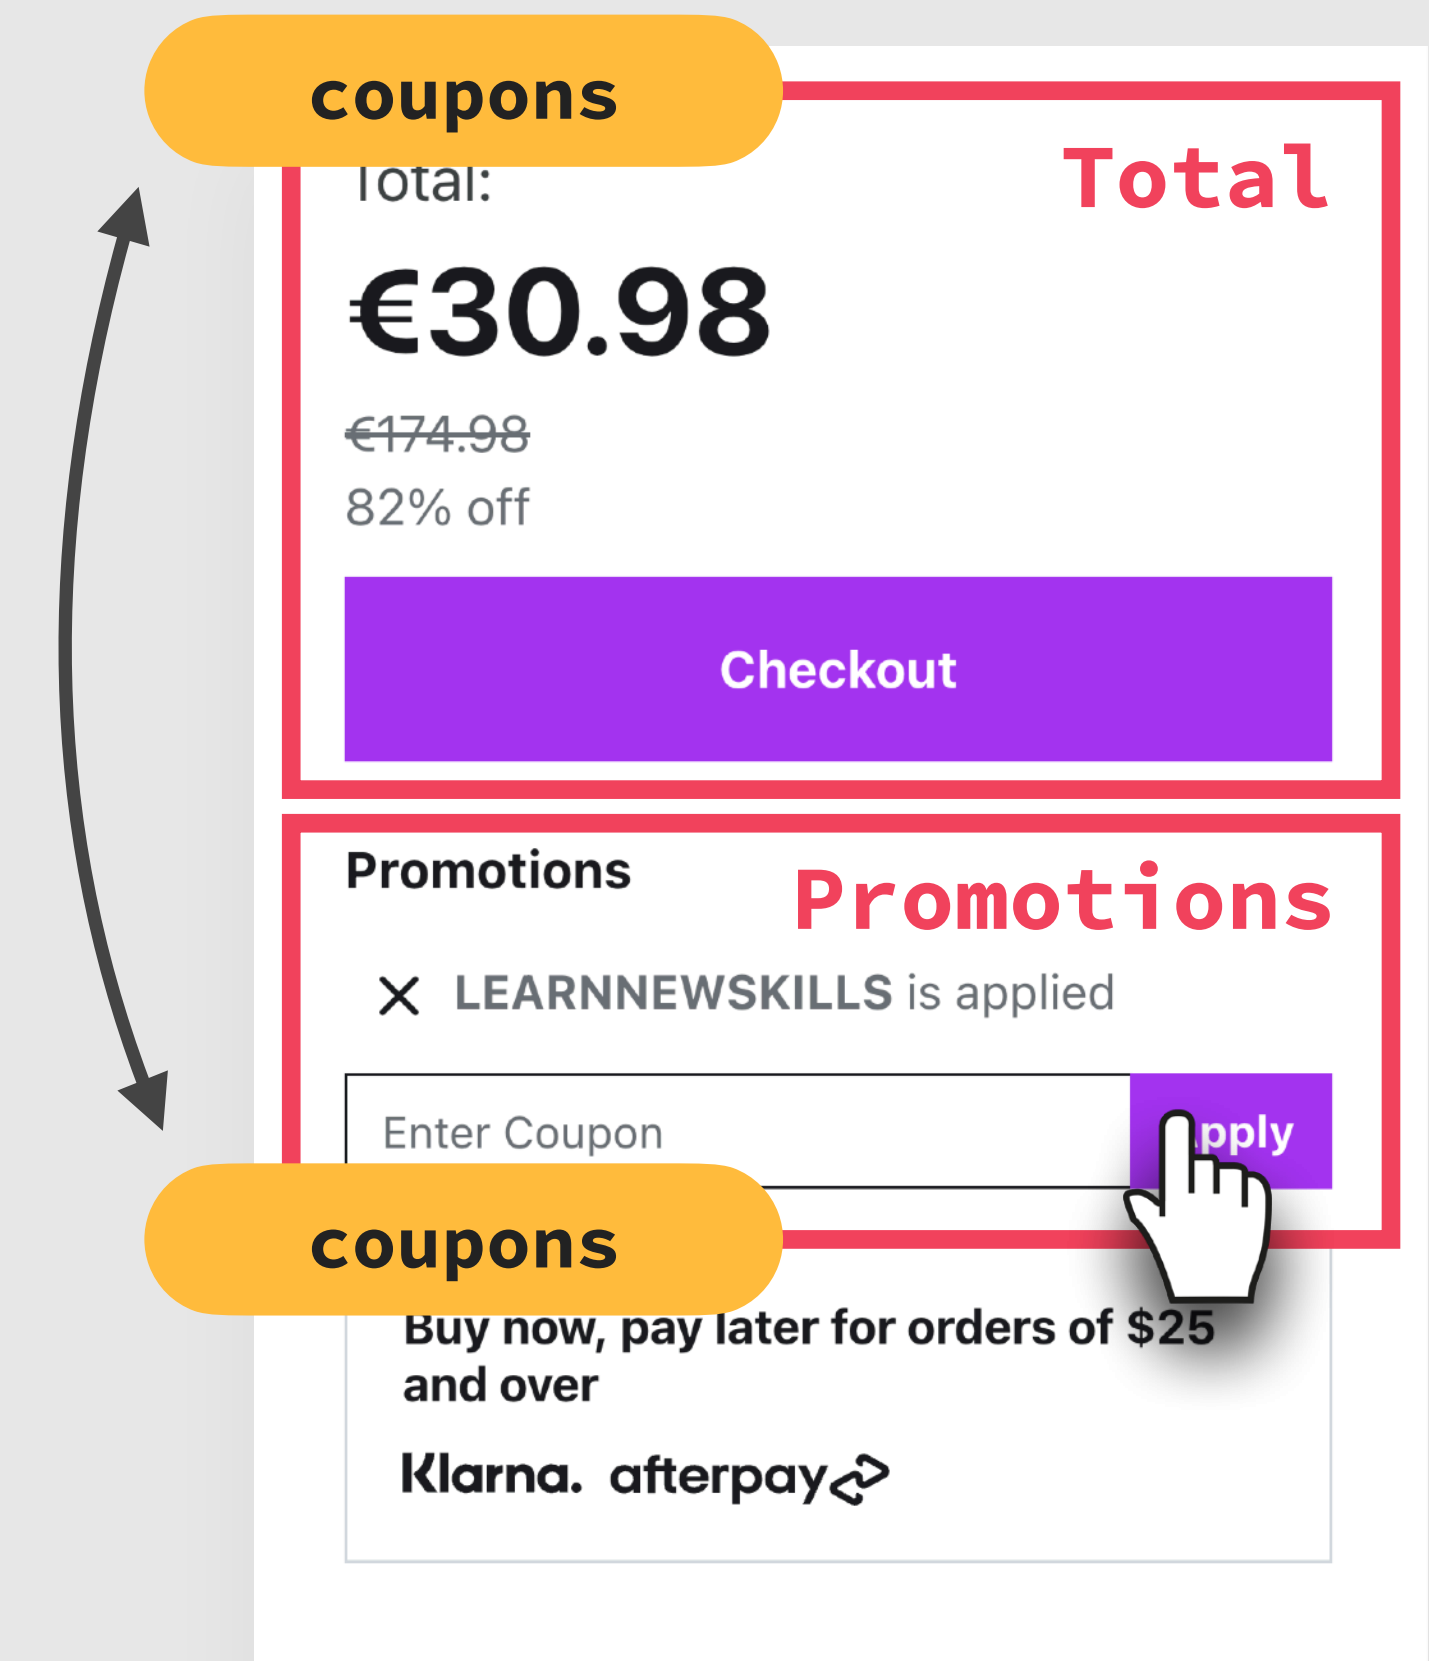 coupons
Total:
Total
€30.98
€174.98
82% off
Checkout
Promotions
Promotions
LEARNNEWSKILLS is applied
Enter Coupon
Apply
coupons
Buy now, pay later for orders of $25
and over
Klarna. afterpay